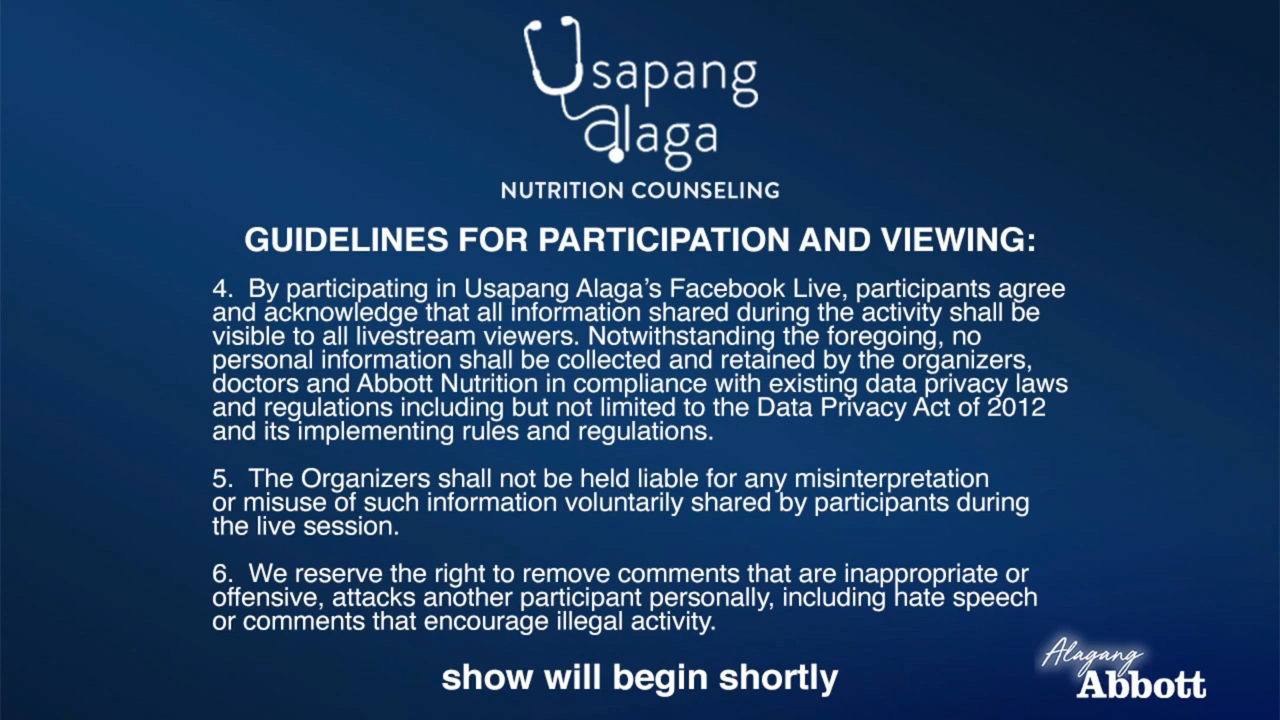 Usapang
alaga
NUTRITION COUNSELING
GUIDELINES FOR PARTICIPATION AND VIEWING:
4. By participating in Usapang Alaga's Facebook Live, participants agree
and acknowledge that all information shared during the activity shall be
visible to all livestream viewers. Notwithstanding the foregoing, no
personal information shall be collected and retained by the organizers,
doctors and Abbott Nutrition in compliance with existing data privacy laws
and regulations including but not limited to the Data Privacy Act of 2012
and its implementing rules and regulations.
5. The Organizers shall not be held liable for any misinterpretation
or misuse of such information voluntarily shared by participants during
the live session.
6. We reserve the right to remove comments that are inappropriate or
offensive, attacks another participant personally, including hate speech
or comments that encourage illegal activity.
show will begin shortly
Alagang
Abbott